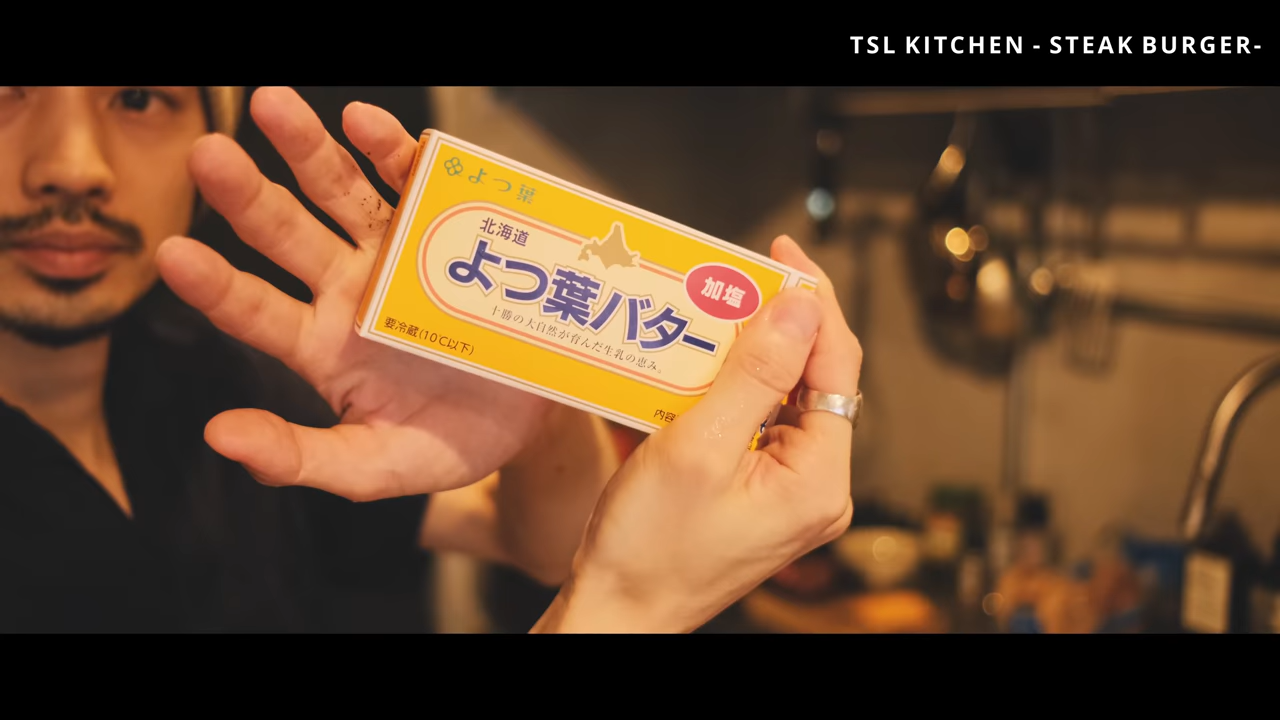 TSL KITCHEN - STEAK BURGER-
よつ葉
北海道
よつ葉バター
加塩
十勝の大自然が育んだ生乳の恵み。
要冷蔵(10℃以下)
内容